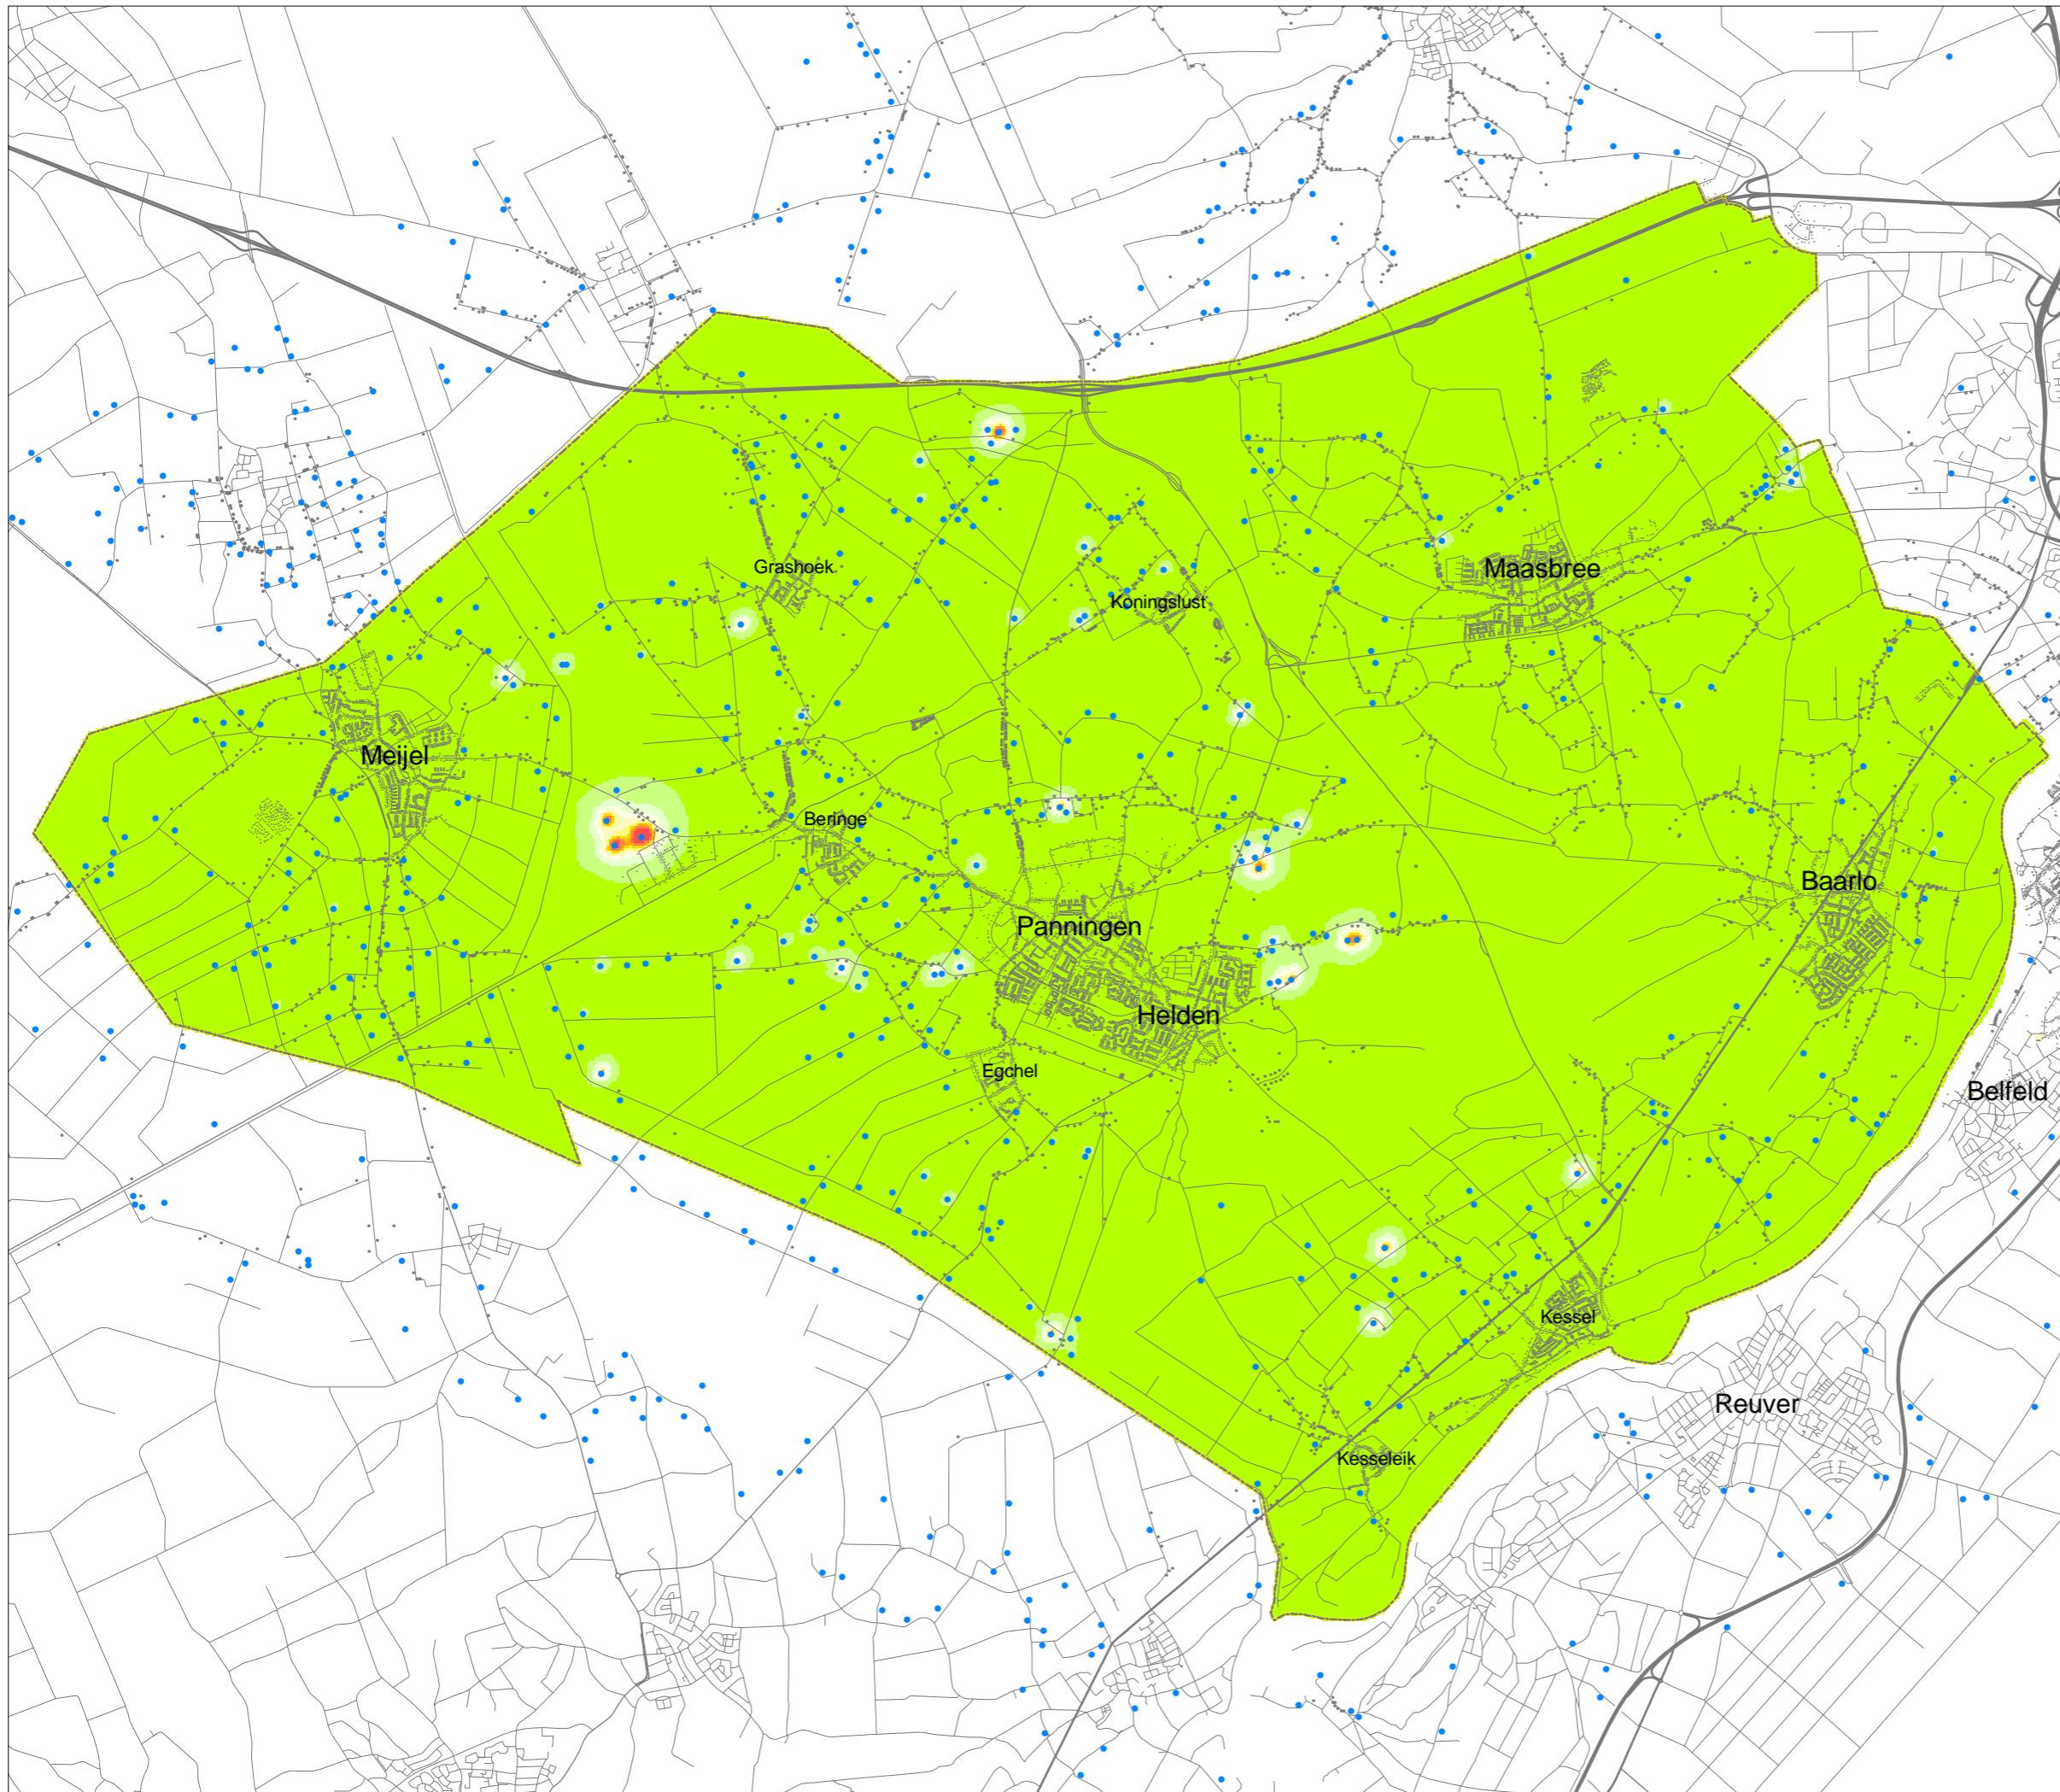 Grashoek
Maasbree
Koningslust
Meijel
Beringe
Baarlo
Panningen
Helden
Egchel
Belfeld
Kessel
Reuver
Kesseleik